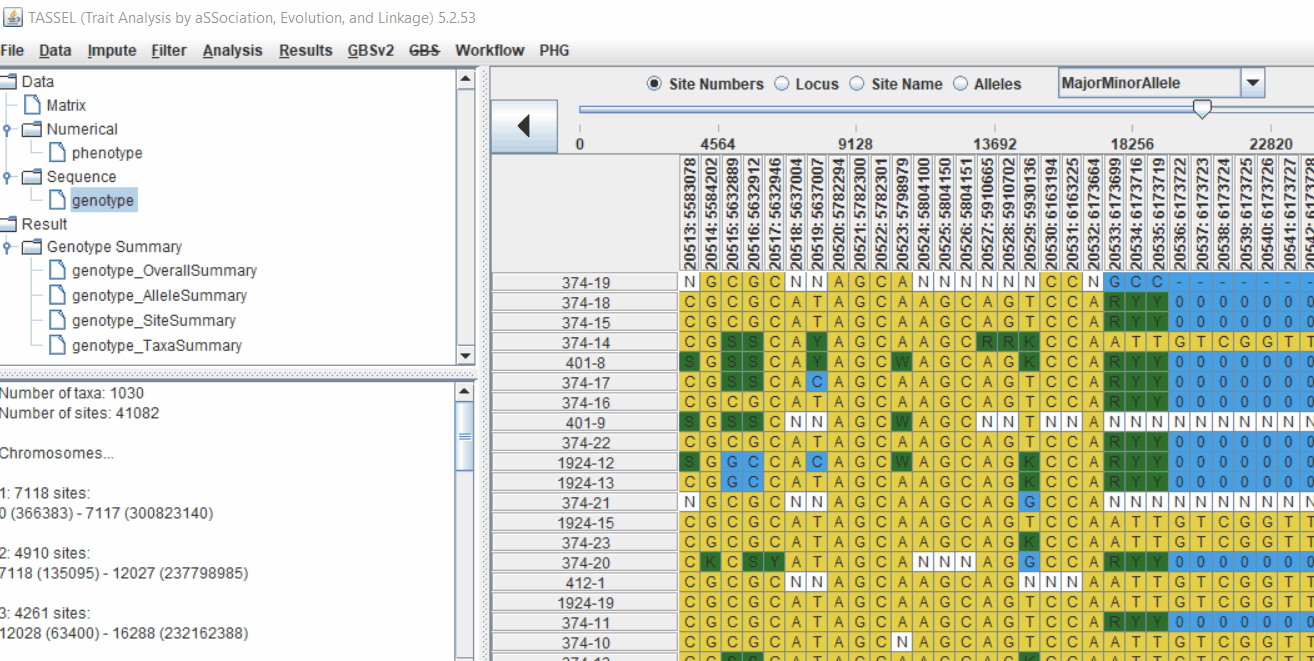 TASSEL (Trait Analysis by aSSociation, Evolution, and Linkage) 5.2.53
File Data Impute Filter Analysis Results GBSv2 GBS Workflow PHG
Data
Matrix
Numerical
phenotype
Sequence
genotype
Result
Genotype Summary
genotype_OverallSummary
genotype_AlleleSummary
genotype_SiteSummary
genotype_TaxaSummary
Number of taxa: 1030
Number of sites: 41082
Chromosomes...
1: 7118 sites:
0 (366383) - 7117 (300823140)
2: 4910 sites:
7118 (135095) - 12027 (237798985)
3: 4261 sites:
12028 (63400) - 16288 (232162388)
Site Numbers Locus Site Name Alleles MajorMinorAllele
0 4564 9128 13692 18256 22820
20513: 5583078
20514: 5584202
20515: 5632889
20516: 5632912
20517: 5632946
20518: 5637004
20519: 5637007
20520: 5782294
20521: 5782300
20522: 5782301
20523: 5798979
20524: 5804100
20525: 5804150
20526: 5804151
20527: 5910665
20528: 5910702
20529: 5930136
20530: 6163194
20531: 6163225
20532: 6173664
20533: 6173699
20534: 6173716
20535: 6173719
20536: 6173722
20537: 6173723
20538: 6173724
20539: 6173725
20540: 6173726
20541: 6173727
20542: 6173728
374-19 N G C G C N N A G C A N N N N N N C C N G C C - - - - - - -
374-18 C G C G C A T A G C A A G C A G T C C A R Y Y 0 0 0 0 0 0 0
374-15 C G C G C A T A G C A A G C A G T C C A R Y Y 0 0 0 0 0 0 0
374-14 C G S S C A Y A G C A A G C R R K C C A A T T G T C G G T T
401-8 S G S S C A Y A G C W A G C A G K C C A R Y Y 0 0 0 0 0 0 0
374-17 C G S S C A C A G C A A G C A G T C C A R Y Y 0 0 0 0 0 0 0
374-16 C G C G C A T A G C A A G C A G T C C A R Y Y 0 0 0 0 0 0 0
401-9 S G S S C N N A G C W A G C N N T N N A N N N N N N N N N N
374-22 C G C G C A T A G C A A G C A G T C C A R Y Y 0 0 0 0 0 0 0
1924-12 S G G C C A C A G C W A G C A G K C C A R Y Y 0 0 0 0 0 0 0
1924-13 C G G C C A T A G C A A G C A G K C C A R Y Y 0 0 0 0 0 0 0
374-21 N G C G C N N A G C A A G C A G G C C A N N N N N N N N N N
1924-15 C G C G C A T A G C A A G C A G T C C A A T T G T C G G T T
374-23 C G C G C A T A G C A A G C A G K C C A A T T G T C G G T T
374-20 C K C S Y A T A G C A N N N A G G C C A R Y Y 0 0 0 0 0 0 0
412-1 C G C G C N N A G C A A G C A G N N N A A T T G T C G G T T
1924-19 C G C G C A T A G C A A G C A G T C C A A T T G T C G G T T
374-11 C G C G C A T A G C A A G C A G T C C A R Y Y 0 0 0 0 0 0 0
374-10 C G C G C A T A G C N A G C A G T C C A A T T G T C G G T T